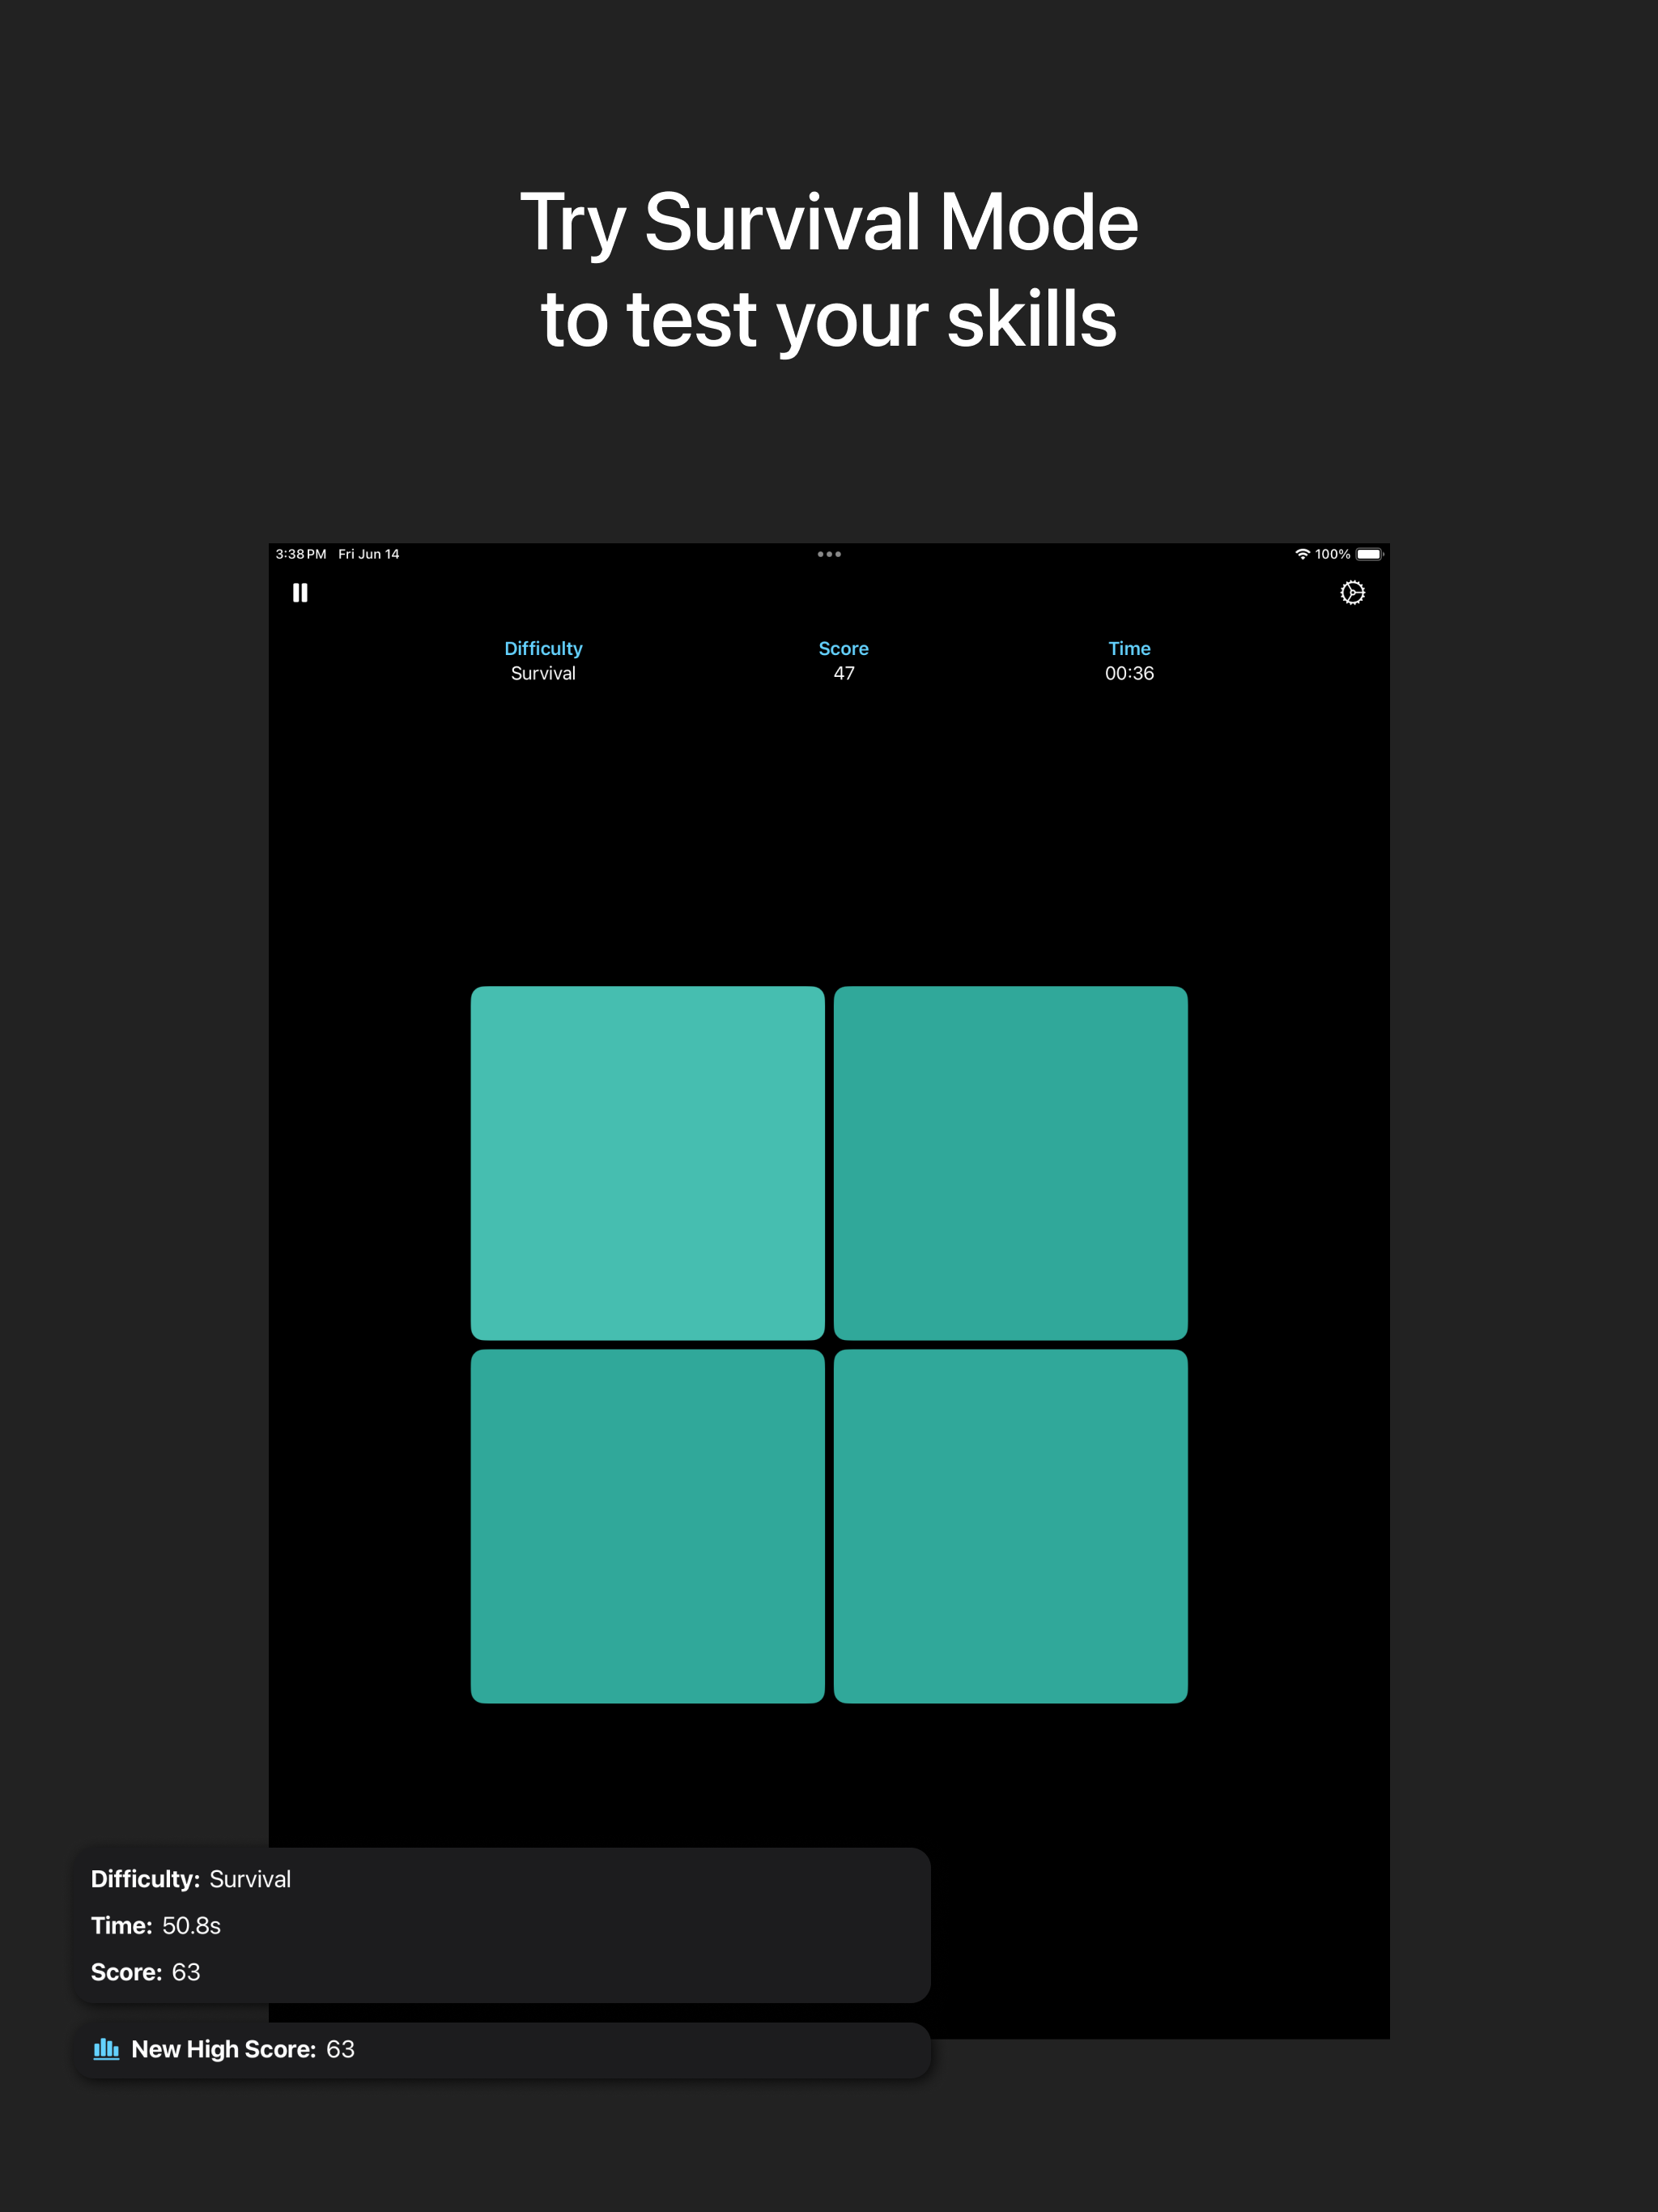 Try Survival Mode
to test your skills
3:38 PM Fri Jun 14 100%
Difficulty Score Time
Survival 47 00:36
Difficulty: Survival
Time: 50.8s
Score: 63
New High Score: 63